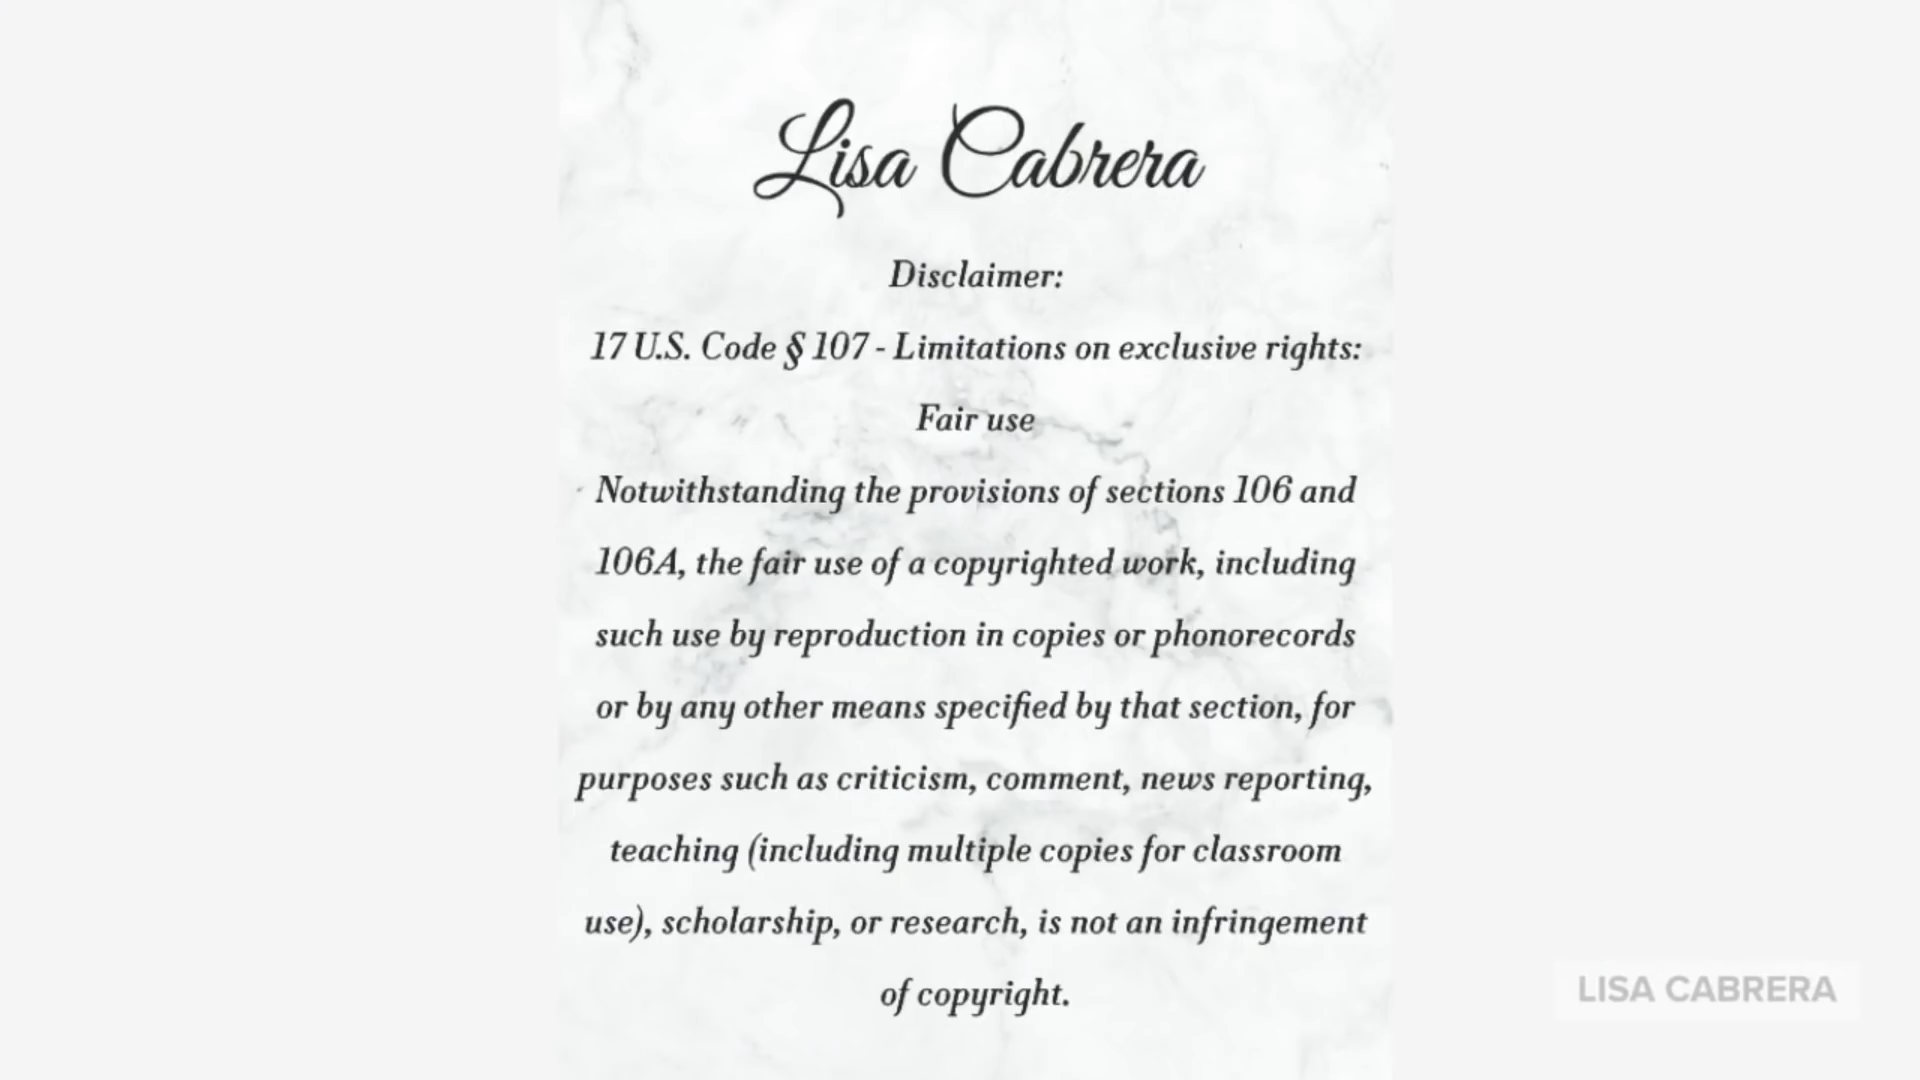 Lisa Cabrera
Disclaimer:
17 U.S. Code § 107 - Limitations on exclusive rights:
Fair use
Notwithstanding the provisions of sections 106 and
106A, the fair use of a copyrighted work, including
such use by reproduction in copies or phonorecords
or by any other means specified by that section, for
purposes such as criticism, comment, news reporting,
teaching (including multiple copies for classroom
use), scholarship, or research, is not an infringement
of copyright.
LISA CABRERA